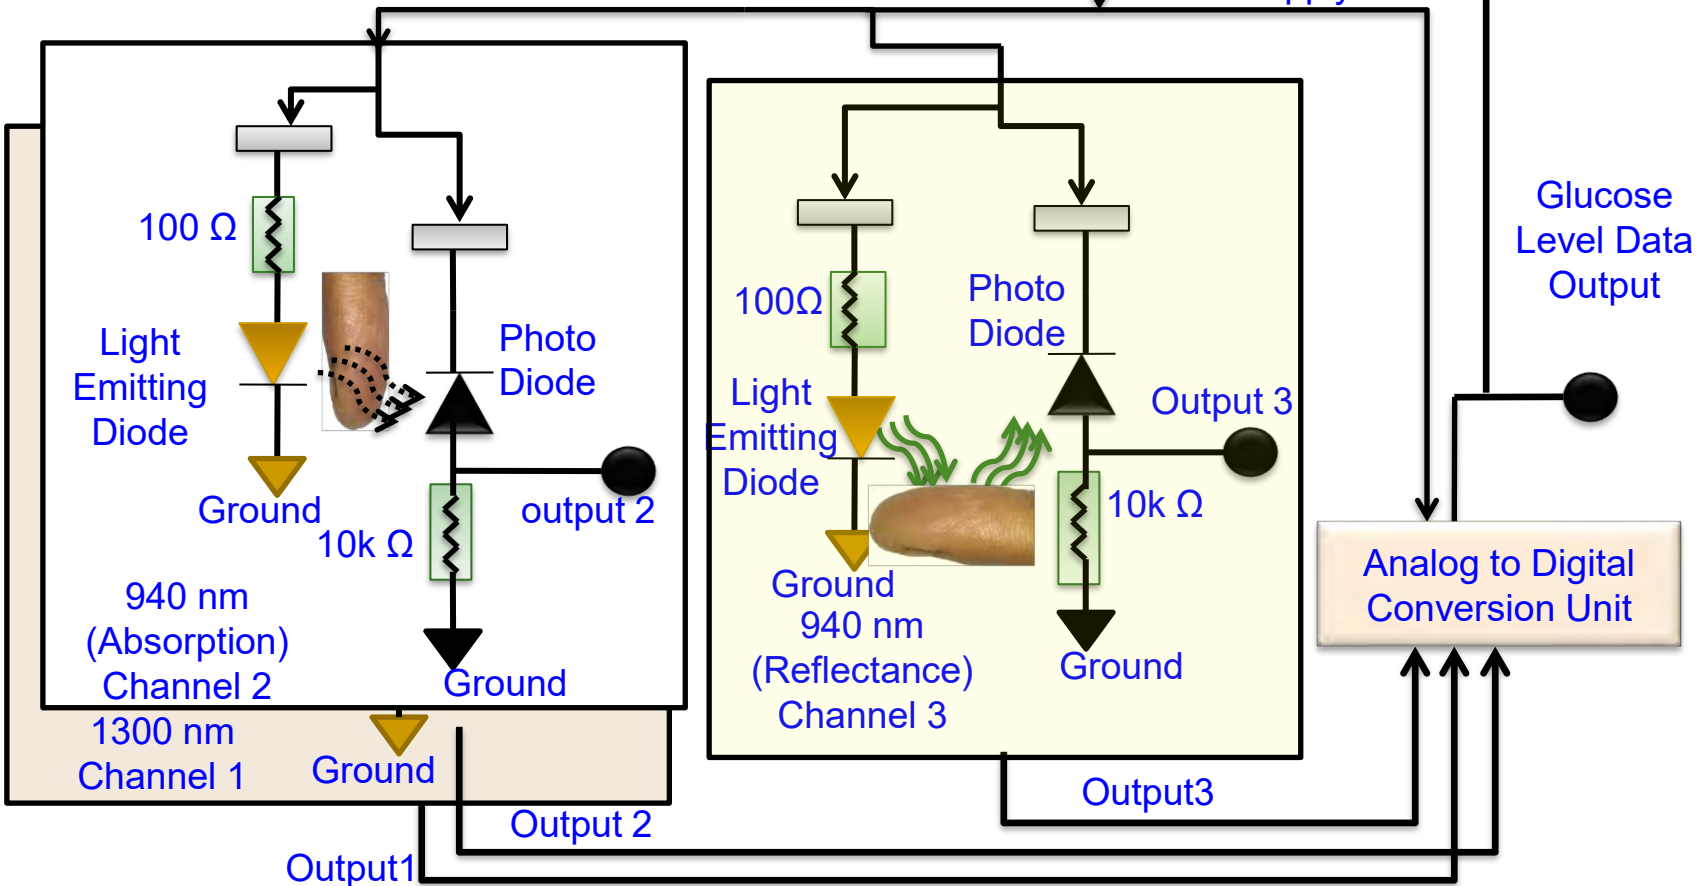 100 Ω
Light
Emitting
Diode
Photo
Diode
Ground
output 2
10k Ω
940 nm
(Absorption)
Channel 2
Ground
1300 nm
Channel 1
Ground
Output 2
Output1
100Ω
Photo
Diode
Light
Emitting
Diode
Output 3
10k Ω
Ground
940 nm
(Reflectance)
Channel 3
Ground
Output3
Glucose
Level Data
Output
Analog to Digital
Conversion Unit